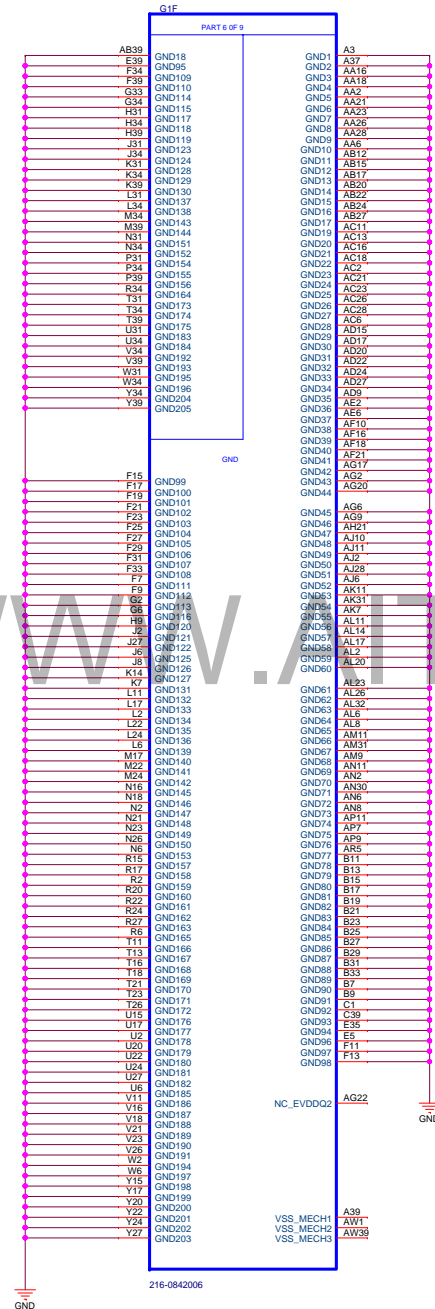 G1F
PART 6 0F 9
AB39 GND18 GND1 A3
E39 GND95 GND2 A37
F34 GND109 GND3 AA16
F39 GND110 GND4 AA18
G33 GND114 GND5 AA2
G34 GND115 GND6 AA21
H31 GND117 GND7 AA23
H34 GND118 GND8 AA26
H39 GND119 GND9 AA28
J31 GND123 GND10 AA6
J34 GND124 GND11 AB12
K31 GND128 GND12 AB15
K34 GND129 GND13 AB17
K39 GND130 GND14 AB20
L31 GND137 GND15 AB22
L34 GND138 GND16 AB24
M34 GND143 GND17 AB27
M39 GND144 GND19 AC11
N31 GND151 GND20 AC13
N34 GND152 GND21 AC16
P31 GND154 GND22 AC18
P34 GND155 GND23 AC2
P39 GND156 GND24 AC21
R34 GND164 GND25 AC23
T31 GND173 GND26 AC26
T34 GND174 GND27 AC28
T39 GND175 GND28 AC6
U31 GND183 GND29 AD15
U34 GND184 GND30 AD17
V34 GND192 GND31 AD20
V39 GND193 GND32 AD22
W31 GND195 GND33 AD24
W34 GND196 GND34 AD27
Y34 GND204 GND35 AD9
Y39 GND205 GND36 AE2
GND37 AE6
GND38 AF10
GND39 AF16
GND40 AF18
GND41 AF21
GND
GND42 AG17
F15 GND99 GND43 AG2
F17 GND100 GND44 AG20
F19 GND101
F21 GND102 GND45 AG6
F23 GND103 GND46 AG9
F25 GND104 GND47 AH21
F27 GND105 GND48 AJ10
F29 GND106 GND49 AJ11
F31 GND107 GND50 AJ2
F33 GND108 GND51 AJ28
F7 GND111 GND52 AJ6
F9 GND112 GND53 AK11
G2 GND113 GND54 AK31
G6 GND116 GND55 AK7
H9 GND120 GND56 AL11
J2 GND121 GND57 AL14
J27 GND122 GND58 AL17
J6 GND125 GND59 AL2
J8 GND126 GND60 AL20
K14 GND127
K7 GND131 GND61 AL23
L11 GND132 GND62 AL26
L17 GND133 GND63 AL32
L2 GND134 GND64 AL6
L22 GND135 GND65 AL8
L24 GND136 GND66 AM11
L6 GND139 GND67 AM31
M17 GND140 GND68 AM9
M22 GND141 GND69 AN11
M24 GND142 GND70 AN2
N16 GND145 GND71 AN30
N18 GND146 GND72 AN6
N2 GND147 GND73 AN8
N21 GND148 GND74 AP11
N23 GND149 GND75 AP7
N26 GND150 GND76 AP9
N6 GND153 GND77 AR5
R15 GND157 GND78 B11
R17 GND158 GND79 B13
R2 GND159 GND80 B15
R20 GND160 GND81 B17
R22 GND161 GND82 B19
R24 GND162 GND83 B21
R27 GND163 GND84 B23
R6 GND165 GND85 B25
T11 GND166 GND86 B27
T13 GND167 GND87 B29
T16 GND168 GND88 B31
T18 GND169 GND89 B33
T21 GND170 GND90 B7
T23 GND171 GND91 B9
T26 GND172 GND92 C1
U15 GND176 GND93 C39
U17 GND177 GND94 E35
U2 GND178 GND96 E5
U20 GND179 GND97 F11
U22 GND180 GND98 F13
U24 GND181
U27 GND182
U6 GND185
V11 GND186 NC_EVDDQ2 AG22
V16 GND187
V18 GND188
GND
V21 GND189
V23 GND190
V26 GND191
W2 GND194
W6 GND197
Y15 GND198
Y17 GND199
Y20 GND200
Y22 GND201 VSS_MECH1 A39
Y24 GND202 VSS_MECH2 AW1
Y27 GND203 VSS_MECH3 AW39
216-0842006
GND
WWW.AIT